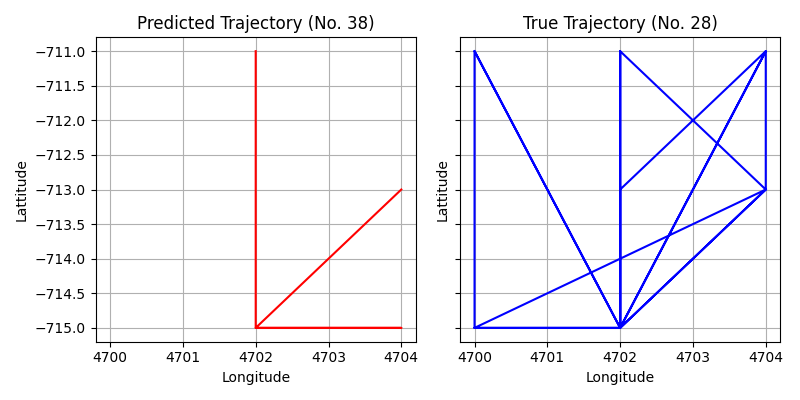 Predicted Trajectory (No. 38)
−711.0
−711.5
−712.0
−712.5
−713.0
−713.5
−714.0
−714.5
−715.0
Lattitude
4700 4701 4702 4703 4704
Longitude
True Trajectory (No. 28)
Lattitude
4700 4701 4702 4703 4704
Longitude